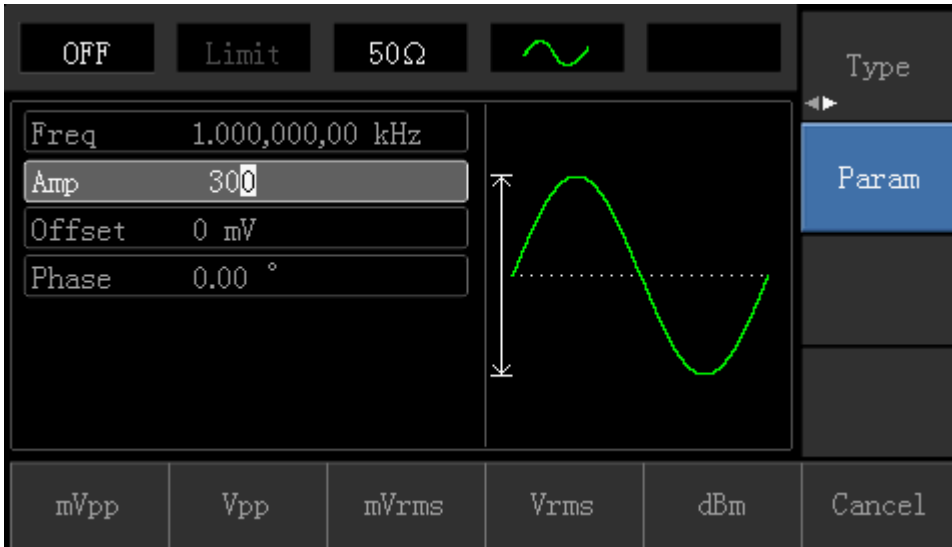 OFF Limit 50Ω
Type
Freq 1.000,000,00 kHz
Amp 300
Param
Offset 0 mV
Phase 0.00 °
mVpp Vpp mVrms Vrms dBm Cancel